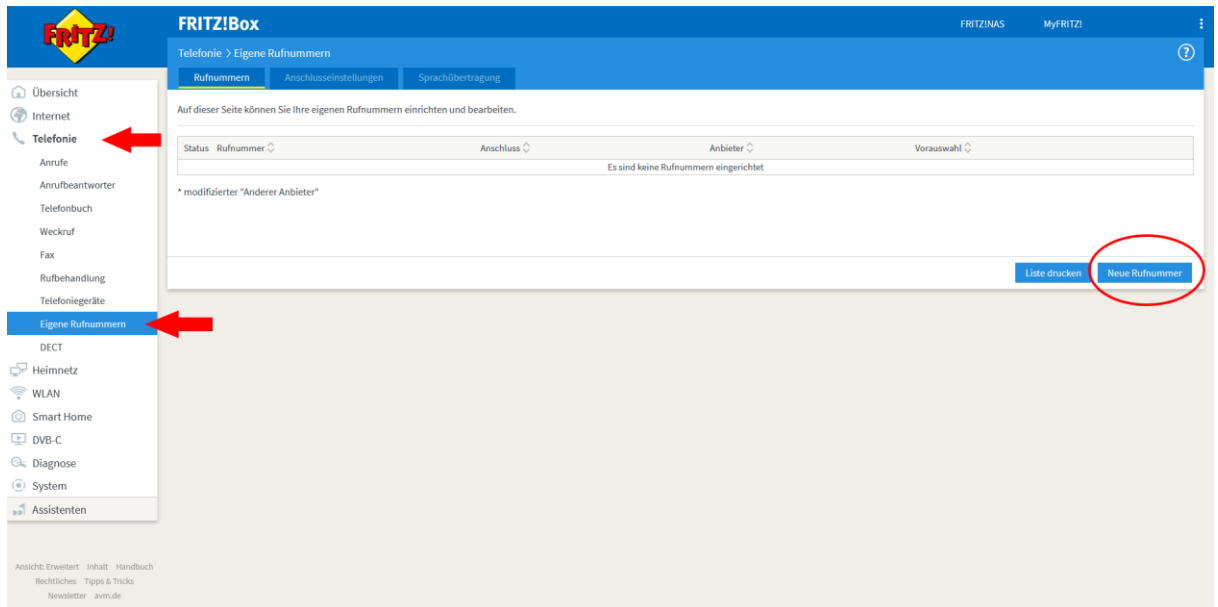 FRITZ!
FRITZ!Box
FRITZ!NAS MyFRITZ!
Telefonie > Eigene Rufnummern
Rufnummern Anschlusseinstellungen Sprachübertragung
Übersicht
Internet
Telefonie
Anrufe
Anrufbeantworter
Telefonbuch
Weckruf
Fax
Rufbehandlung
Telefoniegeräte
Eigene Rufnummern
DECT
Heimnetz
WLAN
Smart Home
DVB-C
Diagnose
System
Assistenten
Ansicht: Erweitert Inhalt Handbuch
Rechtliches Tipps & Tricks
Newsletter avm.de
Auf dieser Seite können Sie Ihre eigenen Rufnummern einrichten und bearbeiten.
Status Rufnummer Anschluss Anbieter Vorauswahl
Es sind keine Rufnummern eingerichtet
* modifizierter "Anderer Anbieter"
Liste drucken Neue Rufnummer